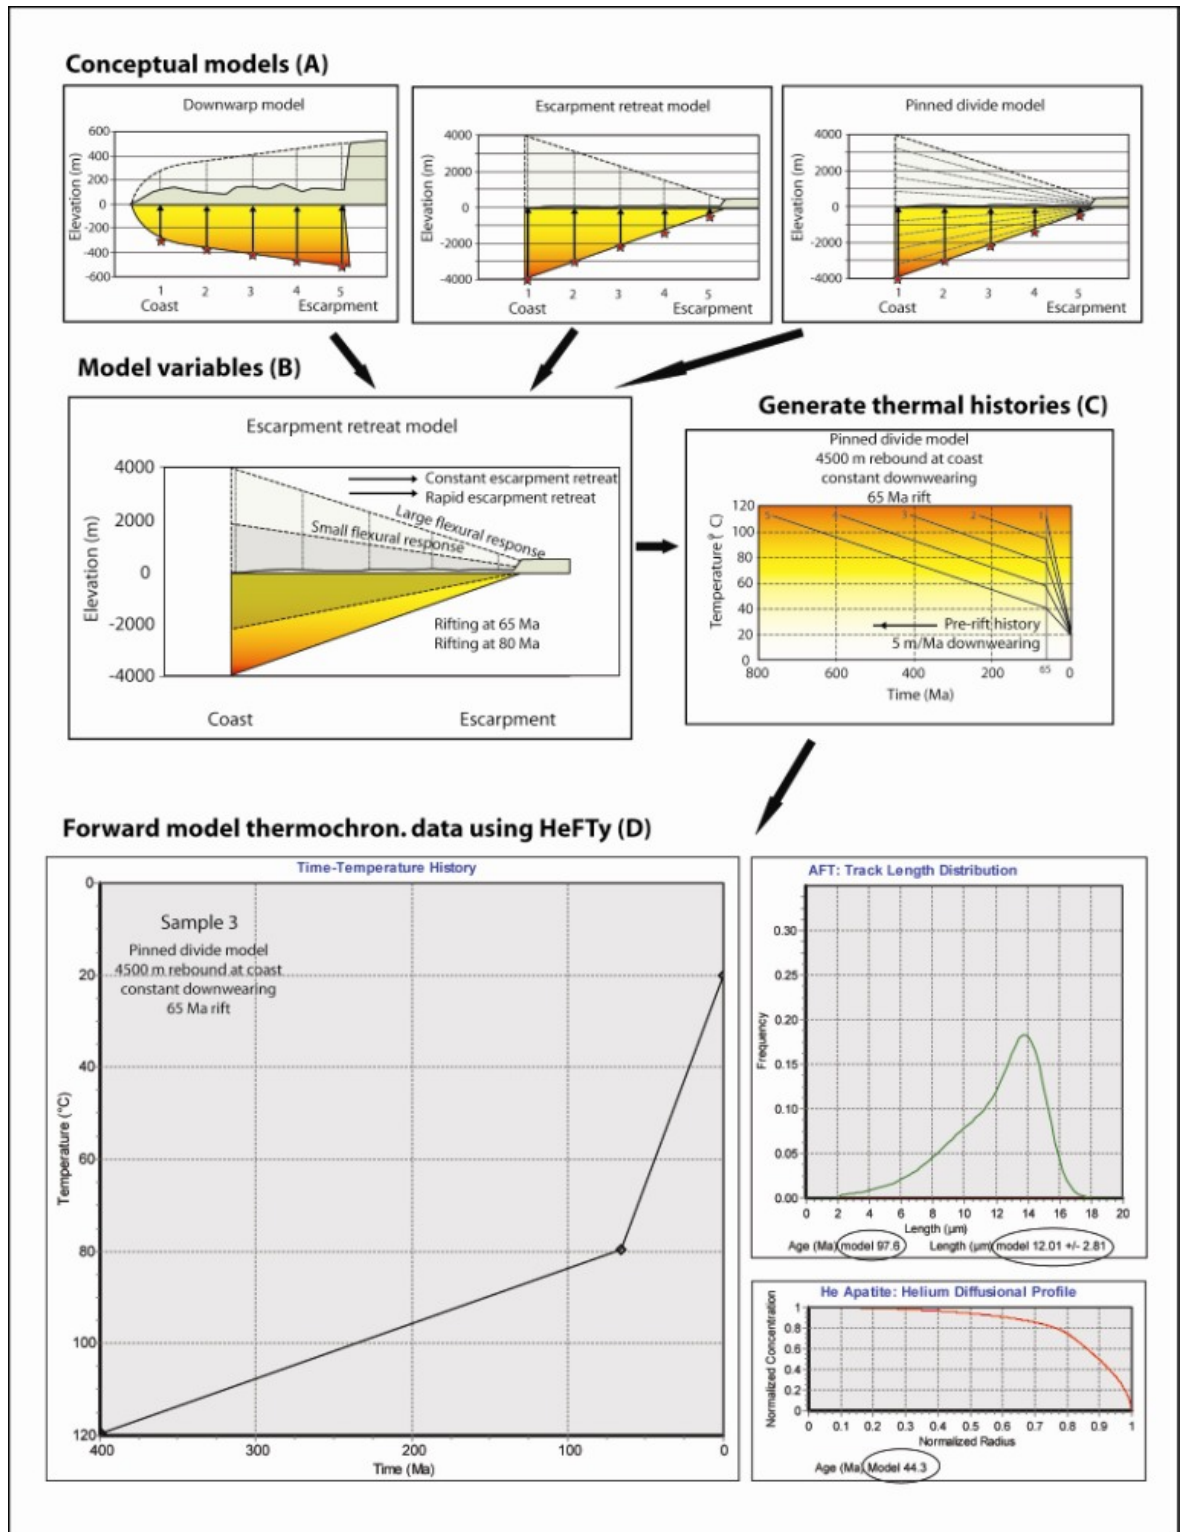 Conceptual models (A)
Downwarp model
Elevation (m)
600
400
200
0
-200
-400
-600
1 2 3 4 5
Coast Escarpment
Escarpment retreat model
Elevation (m)
4000
2000
0
-2000
-4000
1 2 3 4 5
Coast Escarpment
Pinned divide model
Elevation (m)
4000
2000
0
-2000
-4000
1 2 3 4 5
Coast Escarpment
Model variables (B)
Escarpment retreat model
Elevation (m)
4000
2000
0
-2000
-4000
Constant escarpment retreat
Rapid escarpment retreat
Large flexural response
Small flexural response
Rifting at 65 Ma
Rifting at 80 Ma
Coast Escarpment
Generate thermal histories (C)
Pinned divide model
4500 m rebound at coast
constant downwearing
65 Ma rift
Temperature (° C)
120
100
80
60
40
20
0
5 4 3 2 1
Pre-rift history
5 m/Ma downwearing
800 600 400 200 65 0
Time (Ma)
Forward model thermochron. data using HeFTy (D)
Time-Temperature History
Sample 3
Pinned divide model
4500 m rebound at coast
constant downwearing
65 Ma rift
Temperature (°C)
0
20
40
60
80
100
120
400 300 200 100 0
Time (Ma)
AFT: Track Length Distribution
Frequency
0.30
0.25
0.20
0.15
0.10
0.05
0.00
0 2 4 6 8 10 12 14 16 18 20
Length (µm)
Age (Ma) model 97.6 Length (µm) model 12.01 +/- 2.81
He Apatite: Helium Diffusional Profile
Normalized Concentration
1
0.8
0.6
0.4
0.2
0
0 0.1 0.2 0.3 0.4 0.5 0.6 0.7 0.8 0.9 1
Normalized Radius
Age (Ma) Model 44.3